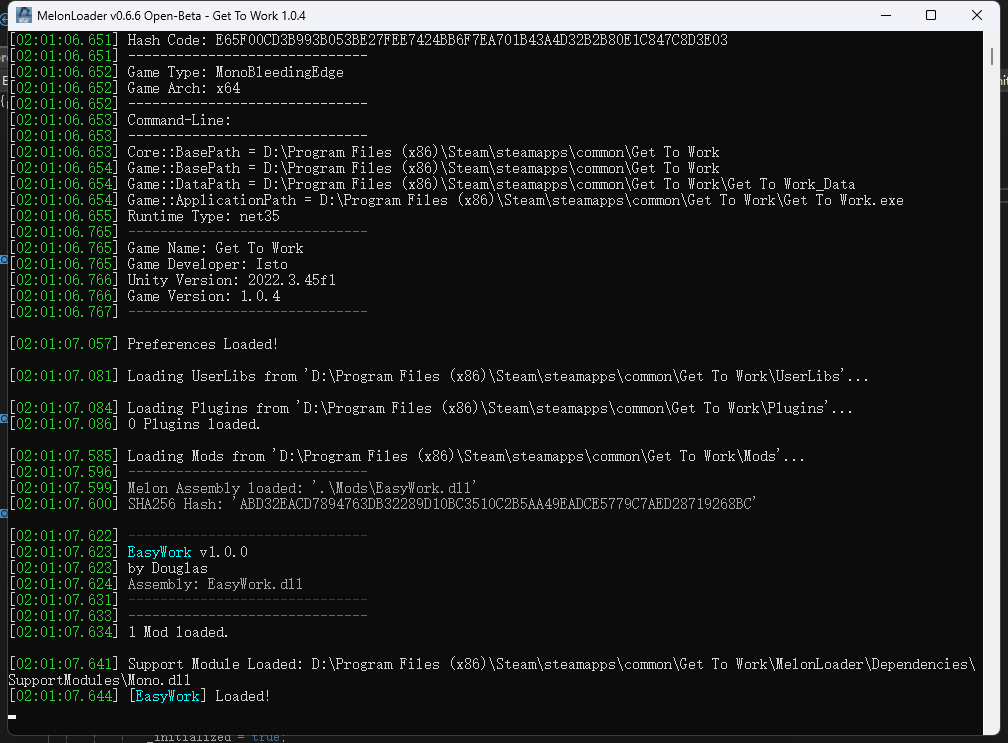 MelonLoader v0.6.6 Open-Beta - Get To Work 1.0.4
[02:01:06.651] Hash Code: E65F00CD3B993B053BE27FEE7424BB6F7EA701B43A4D32B2B80E1C847C8D3E03
[02:01:06.651] ------------------------------
[02:01:06.652] Game Type: MonoBleedingEdge
[02:01:06.652] Game Arch: x64
[02:01:06.652] ------------------------------
[02:01:06.653] Command-Line:
[02:01:06.653] ------------------------------
[02:01:06.653] Core::BasePath = D:\Program Files (x86)\Steam\steamapps\common\Get To Work
[02:01:06.654] Game::BasePath = D:\Program Files (x86)\Steam\steamapps\common\Get To Work
[02:01:06.654] Game::DataPath = D:\Program Files (x86)\Steam\steamapps\common\Get To Work\Get To Work_Data
[02:01:06.654] Game::ApplicationPath = D:\Program Files (x86)\Steam\steamapps\common\Get To Work\Get To Work.exe
[02:01:06.655] Runtime Type: net35
[02:01:06.765] ------------------------------
[02:01:06.765] Game Name: Get To Work
[02:01:06.765] Game Developer: Isto
[02:01:06.766] Unity Version: 2022.3.45f1
[02:01:06.766] Game Version: 1.0.4
[02:01:06.767] ------------------------------
[02:01:07.057] Preferences Loaded!
[02:01:07.081] Loading UserLibs from 'D:\Program Files (x86)\Steam\steamapps\common\Get To Work\UserLibs'...
[02:01:07.084] Loading Plugins from 'D:\Program Files (x86)\Steam\steamapps\common\Get To Work\Plugins'...
[02:01:07.086] 0 Plugins loaded.
[02:01:07.585] Loading Mods from 'D:\Program Files (x86)\Steam\steamapps\common\Get To Work\Mods'...
[02:01:07.596] ------------------------------
[02:01:07.599] Melon Assembly loaded: '.\Mods\EasyWork.dll'
[02:01:07.600] SHA256 Hash: 'ABD32EACD7894763DB32289D10BC3510C2B5AA49EADCE5779C7AED28719268BC'
[02:01:07.622] ------------------------------
[02:01:07.623] EasyWork v1.0.0
[02:01:07.623] by Douglas
[02:01:07.624] Assembly: EasyWork.dll
[02:01:07.631] ------------------------------
[02:01:07.633] ------------------------------
[02:01:07.634] 1 Mod loaded.
[02:01:07.641] Support Module Loaded: D:\Program Files (x86)\Steam\steamapps\common\Get To Work\MelonLoader\Dependencies\
SupportModules\Mono.dll
[02:01:07.644] [EasyWork] Loaded!
_initialized = true;